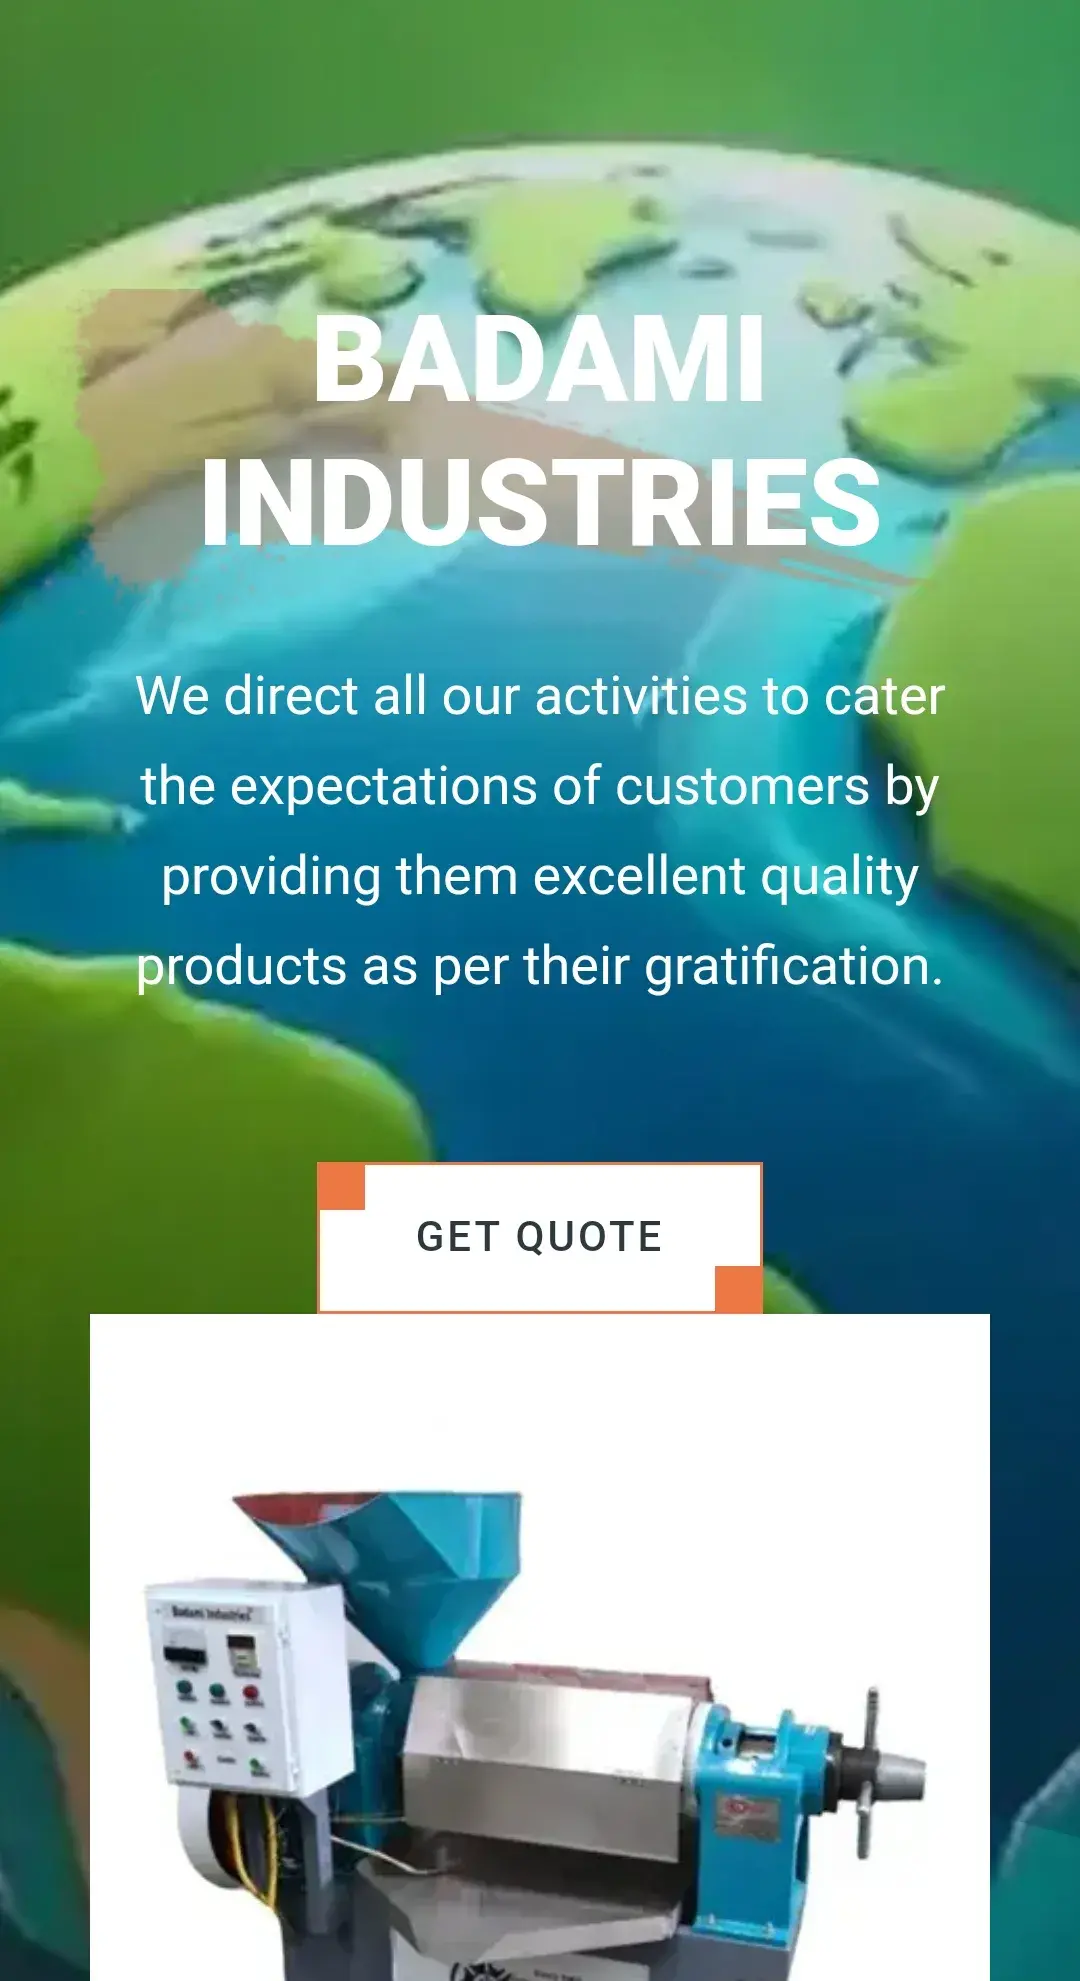 BADAMI
INDUSTRIES
We direct all our activities to cater
the expectations of customers by
providing them excellent quality
products as per their gratification.
GET QUOTE
Badami Industries